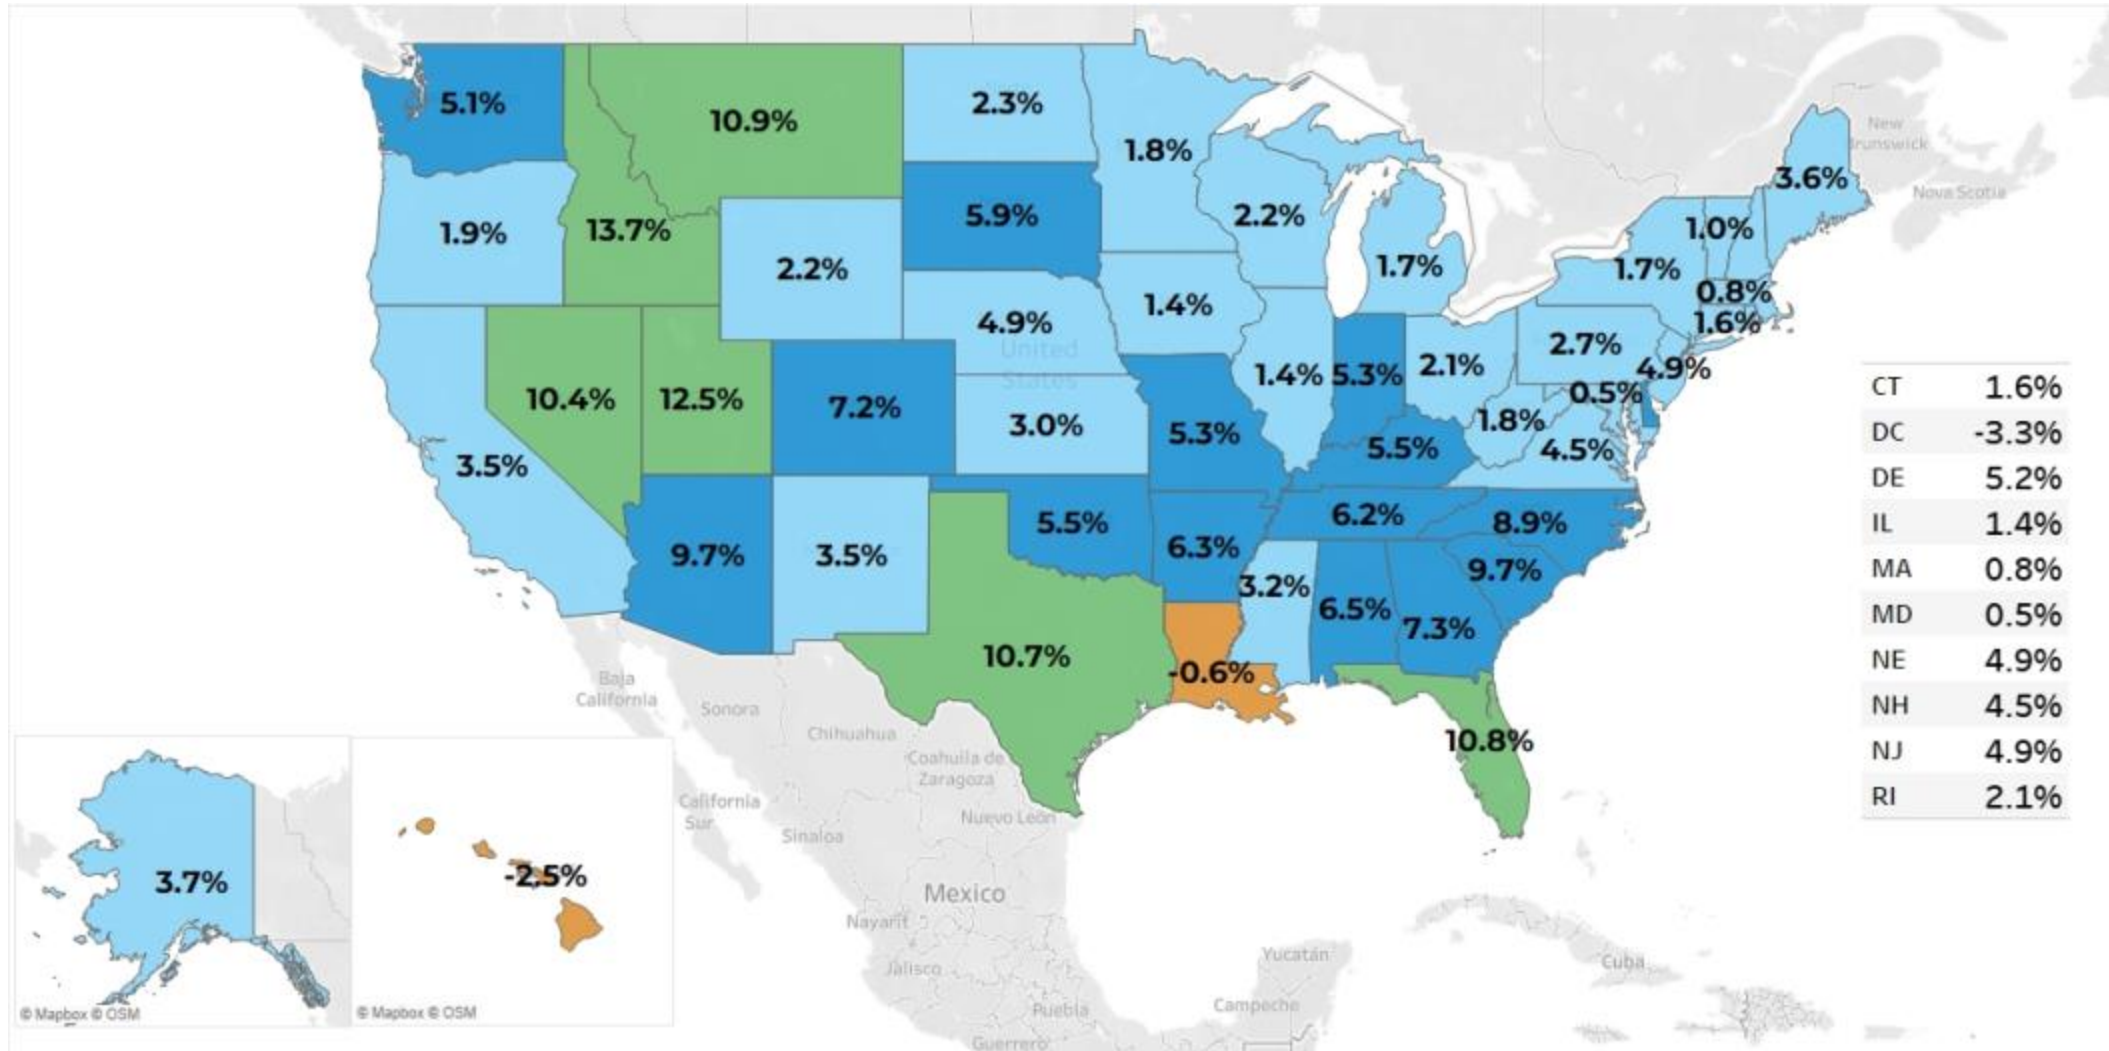 5.1%
10.9%
2.3%
1.8%
New
Brunswick
3.6%
Nova Scotia
1.9%
13.7%
5.9%
2.2%
1.0%
2.2%
1.7%
1.7%
1.4%
0.8%
4.9%
1.6%
United
States
2.7%
10.4%
12.5%
7.2%
3.0%
1.4%
5.3%
2.1%
4.9%
0.5%
5.3%
1.8%
5.5%
4.5%
3.5%
9.7%
3.5%
5.5%
6.3%
6.2%
8.9%
9.7%
3.2%
6.5%
7.3%
10.7%
-0.6%
10.8%
CT 1.6%
DC -3.3%
DE 5.2%
IL 1.4%
MA 0.8%
MD 0.5%
NE 4.9%
NH 4.5%
NJ 4.9%
RI 2.1%
Baja
California
Sonora
Chihuahua
Coahuila de
Zaragoza
California
Sur
Sinaloa
Nuevo León
Mexico
Nayarit
Jalisco
Puebla
Guerrero
Yucatán
Campeche
Cuba
3.7%
-2.5%
© Mapbox © OSM
© Mapbox © OSM